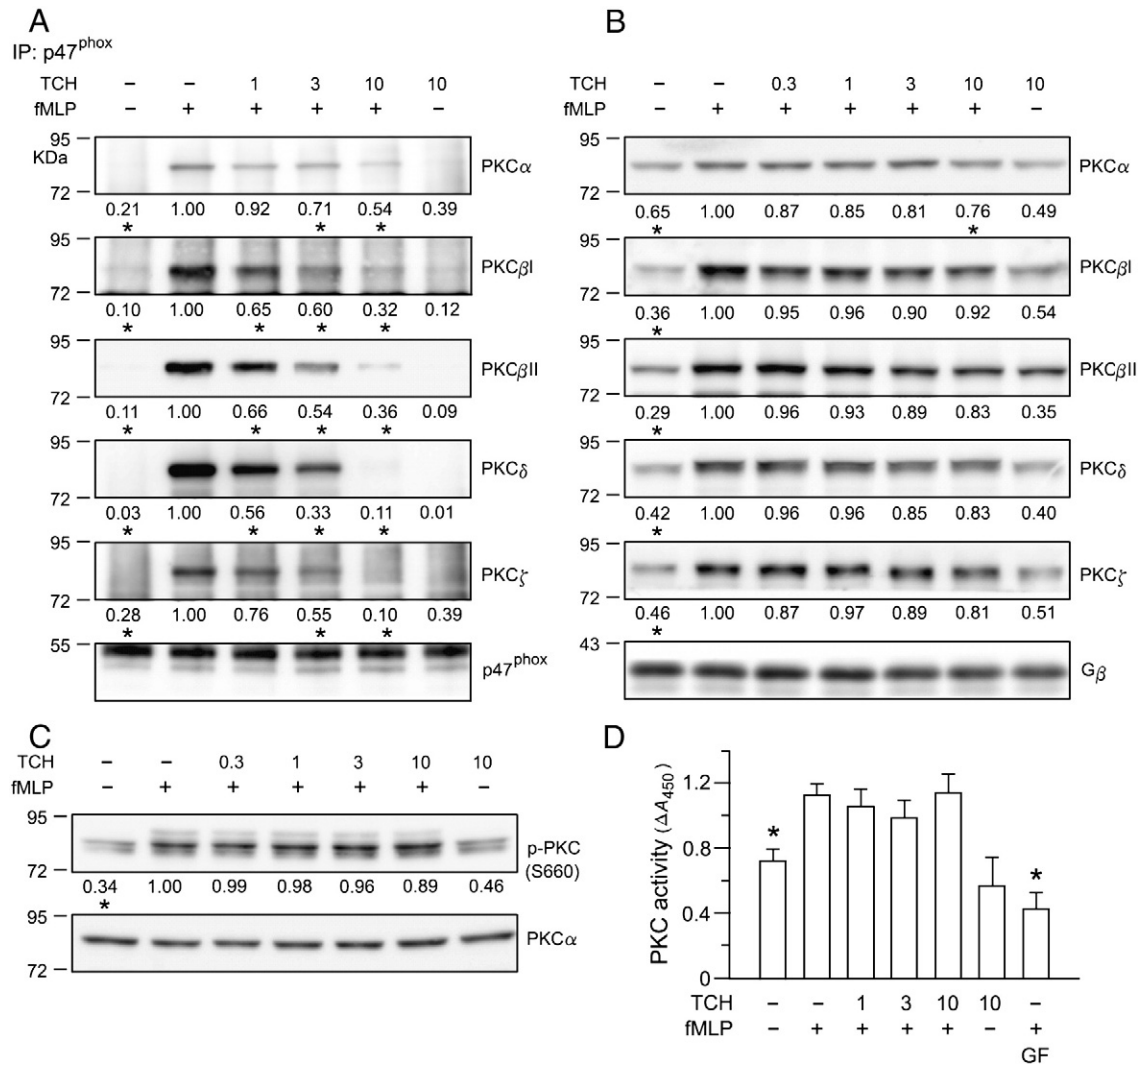 A
IP: p47phox
TCH – – 1 3 10 10
fMLP – + + + + –
95
KDa
72
PKCα
0.21 1.00 0.92 0.71 0.54 0.39
* * *
95
72
PKCβI
0.10 1.00 0.65 0.60 0.32 0.12
* * * *
95
72
PKCβII
0.11 1.00 0.66 0.54 0.36 0.09
* * * *
95
72
PKCδ
0.03 1.00 0.56 0.33 0.11 0.01
* * * *
95
72
PKCζ
0.28 1.00 0.76 0.55 0.10 0.39
* * *
55
p47phox
B
TCH – – 0.3 1 3 10 10
fMLP – + + + + + –
95
72
PKCα
0.65 1.00 0.87 0.85 0.81 0.76 0.49
* *
95
72
PKCβI
0.36 1.00 0.95 0.96 0.90 0.92 0.54
*
95
72
PKCβII
0.29 1.00 0.96 0.93 0.89 0.83 0.35
*
95
72
PKCδ
0.42 1.00 0.96 0.96 0.85 0.83 0.40
*
95
72
PKCζ
0.46 1.00 0.87 0.97 0.89 0.81 0.51
*
43
Gβ
C
TCH – – 0.3 1 3 10 10
fMLP – + + + + + –
95
72
p-PKC
(S660)
0.34 1.00 0.99 0.98 0.96 0.89 0.46
*
95
72
PKCα
D
PKC activity (ΔA450)
1.2
0.8
0.4
0
* *
TCH – – 1 3 10 10 –
fMLP – + + + + – +
GF